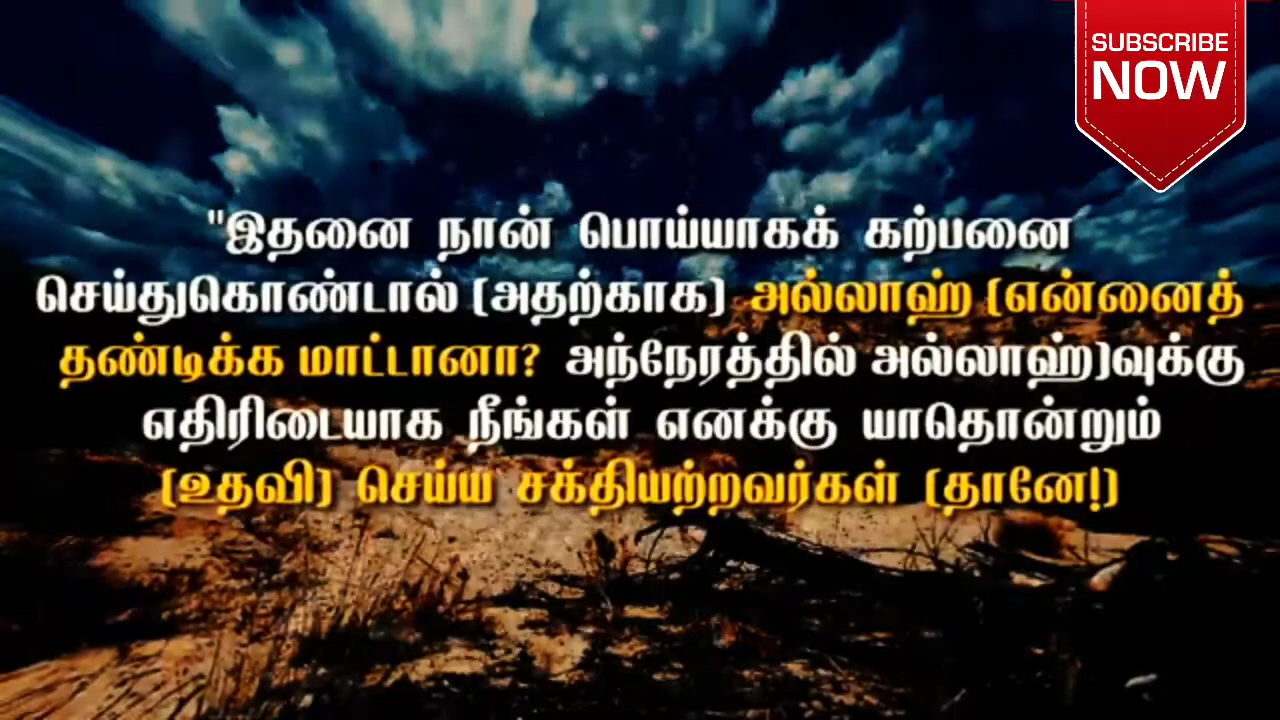 SUBSCRIBE
NOW
"இதனை நான் பொய்யாகக் கற்பனை
செய்துகொண்டால் (அதற்காக) அல்லாஹ் (என்னைத்
தண்டிக்க மாட்டானா? அந்நேரத்தில் அல்லாஹ்)வுக்கு
எதிரிடையாக நீங்கள் எனக்கு யாதொன்றும்
(உதவி) செய்ய சக்தியற்றவர்கள் (தானே!)